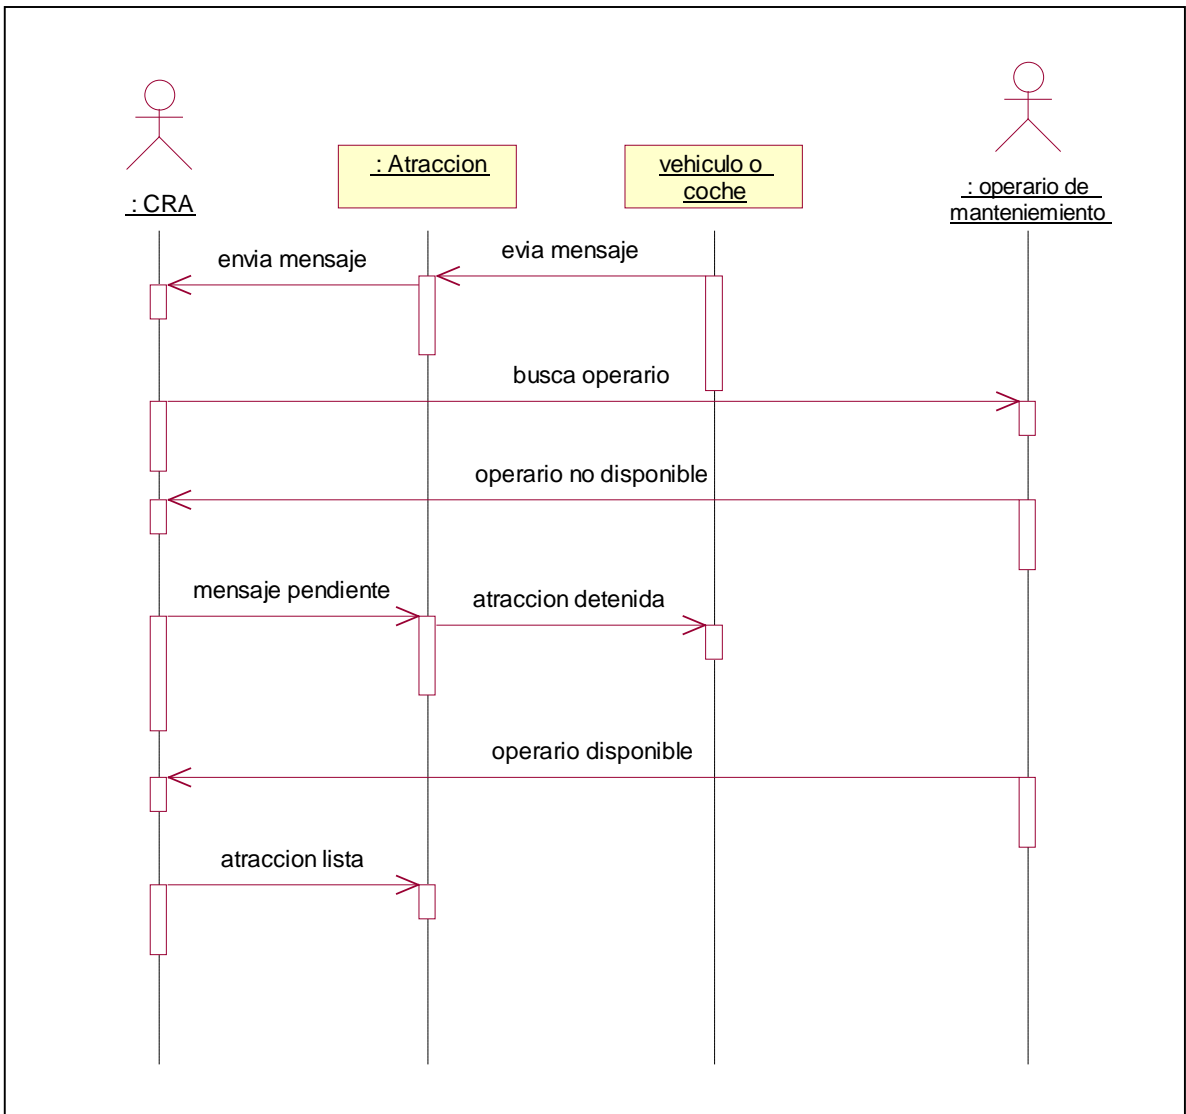 : CRA
: Atraccion
vehiculo o
coche
: operario de
manteniemiento
envia mensaje
evia mensaje
busca operario
operario no disponible
mensaje pendiente
atraccion detenida
operario disponible
atraccion lista